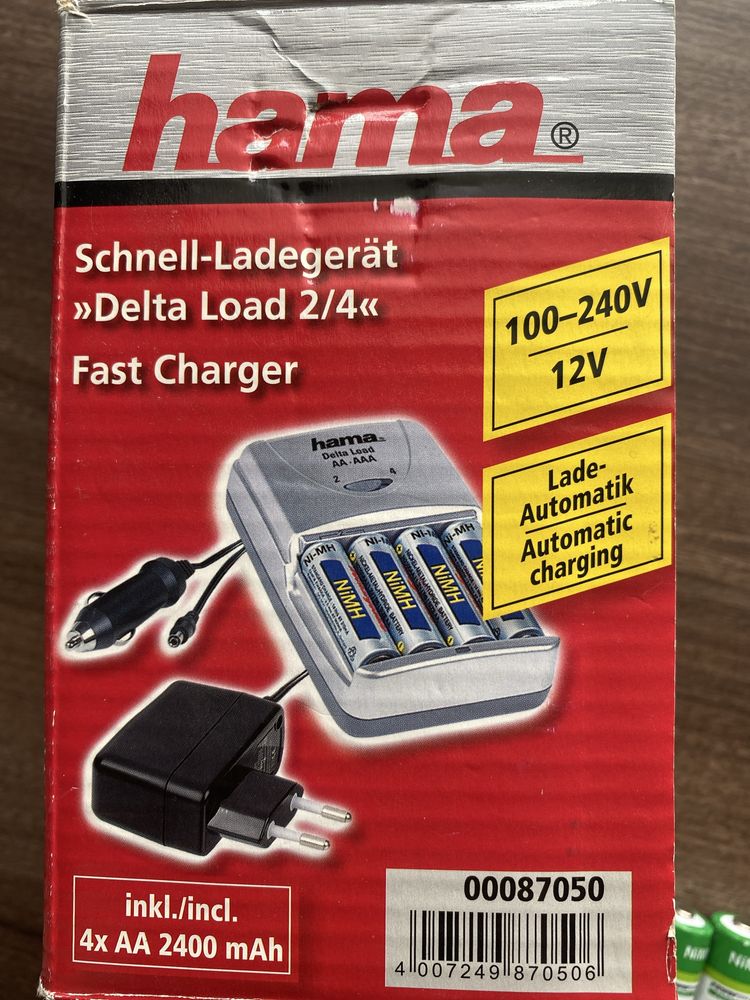 hama®
Schnell-Ladegerät
»Delta Load 2/4«
Fast Charger
100–240V
12V
Lade-
Automatik
Automatic
charging
hama
Delta Load
AA - AAA
2 4
Ni-MH
NiMH
Ni-MH
NiMH
NiMH
Ni-MH
inkl./incl.
4x AA 2400 mAh
00087050
4 007249 870506